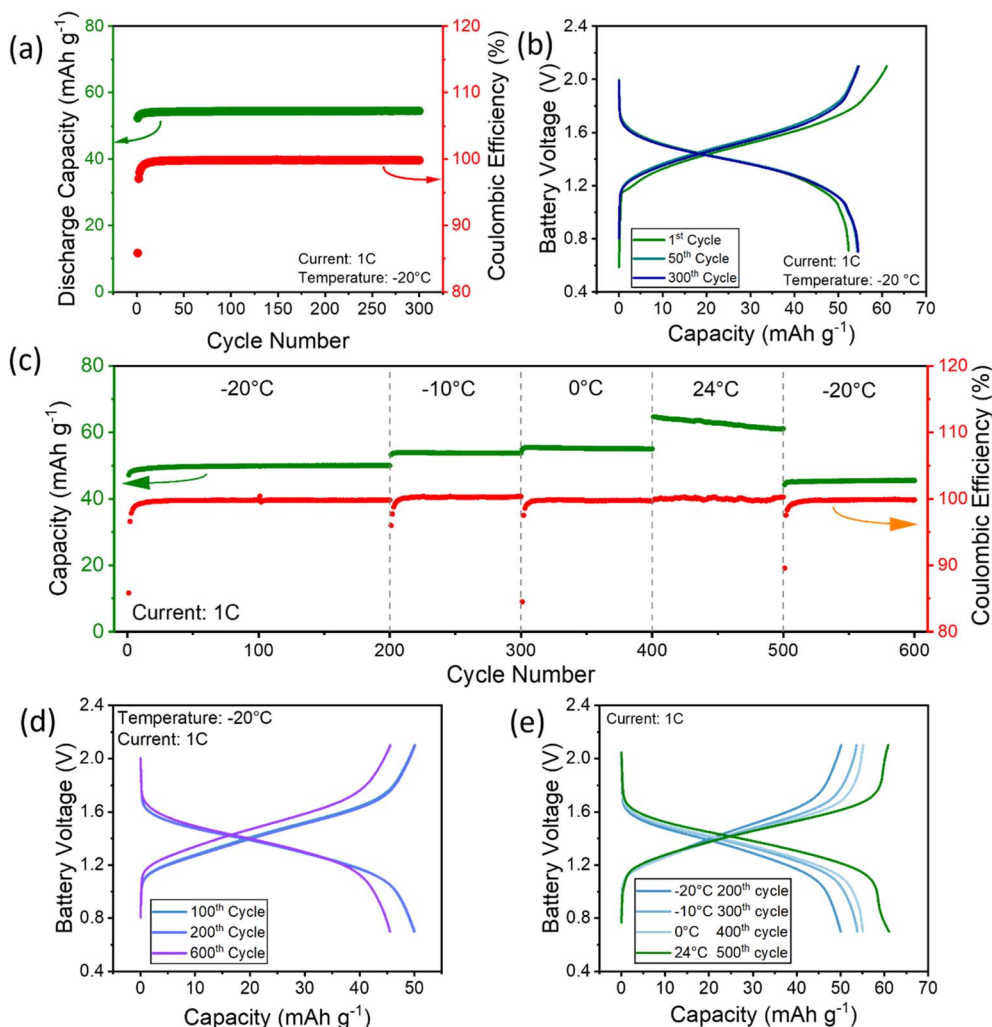 (a)
80
60
40
20
0
Discharge Capacity (mAh g⁻¹)
120
110
100
90
80
Coulombic Efficiency (%)
Current: 1C
Temperature: -20°C
0 50 100 150 200 250 300
Cycle Number
(b)
2.4
2.0
1.6
1.2
0.8
0.4
Battery Voltage (V)
1ˢᵗ Cycle
50ᵗʰ Cycle
300ᵗʰ Cycle
Current: 1C
Temperature: -20 °C
0 10 20 30 40 50 60 70
Capacity (mAh g⁻¹)
(c)
80
60
40
20
0
Capacity (mAh g⁻¹)
-20°C -10°C 0°C 24°C -20°C
120
110
100
90
80
Coulombic Efficiency (%)
Current: 1C
0 100 200 300 400 500 600
Cycle Number
(d)
2.4
2.0
1.6
1.2
0.8
0.4
Battery Voltage (V)
Temperature: -20°C
Current: 1C
100ᵗʰ Cycle
200ᵗʰ Cycle
600ᵗʰ Cycle
0 10 20 30 40 50
Capacity (mAh g⁻¹)
(e)
2.4
2.0
1.6
1.2
0.8
0.4
Battery Voltage (V)
Current: 1C
-20°C 200ᵗʰ cycle
-10°C 300ᵗʰ cycle
0°C 400ᵗʰ cycle
24°C 500ᵗʰ cycle
0 10 20 30 40 50 60 70
Capacity (mAh g⁻¹)